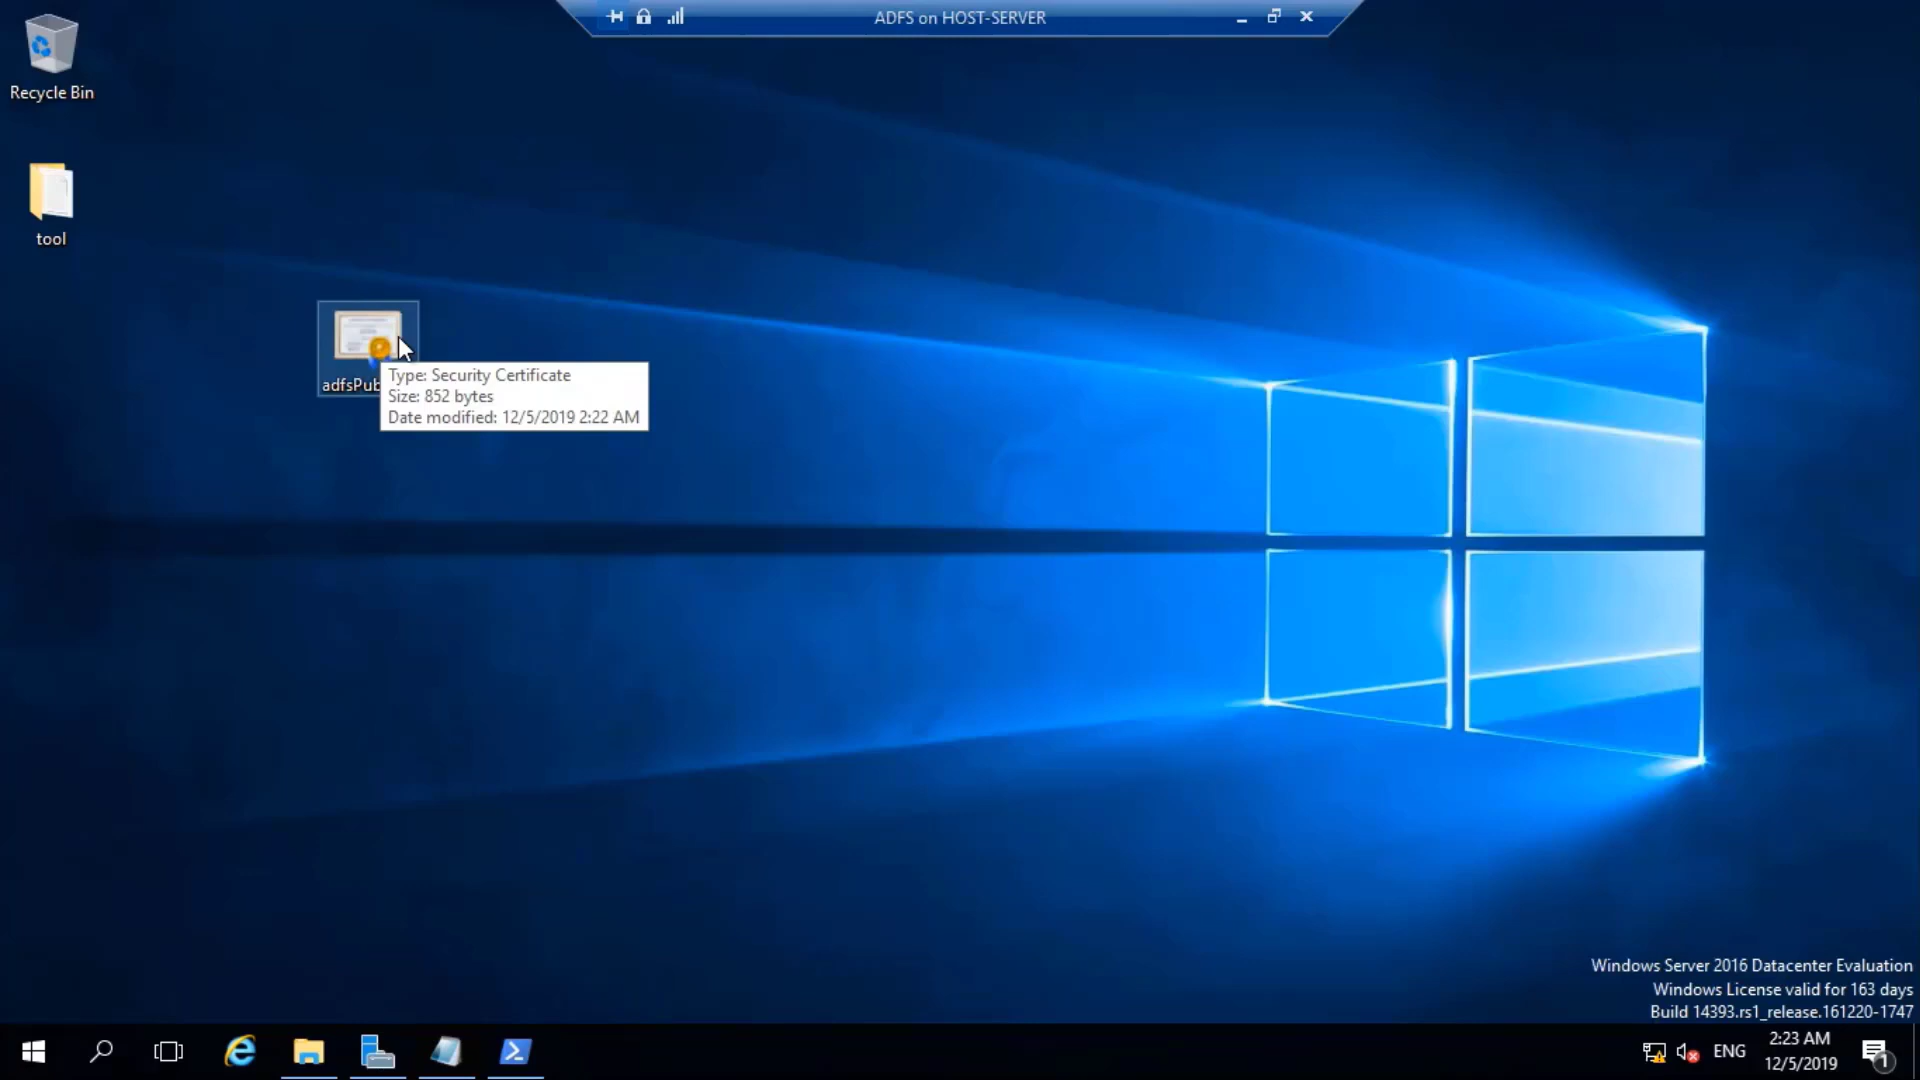 ADFS on HOST-SERVER
Recycle Bin
tool
adfsPub
Type: Security Certificate
Size: 852 bytes
Date modified: 12/5/2019 2:22 AM
Windows Server 2016 Datacenter Evaluation
Windows License valid for 163 days
Build 14393.rs1_release.161220-1747
ENG
2:23 AM
12/5/2019
1